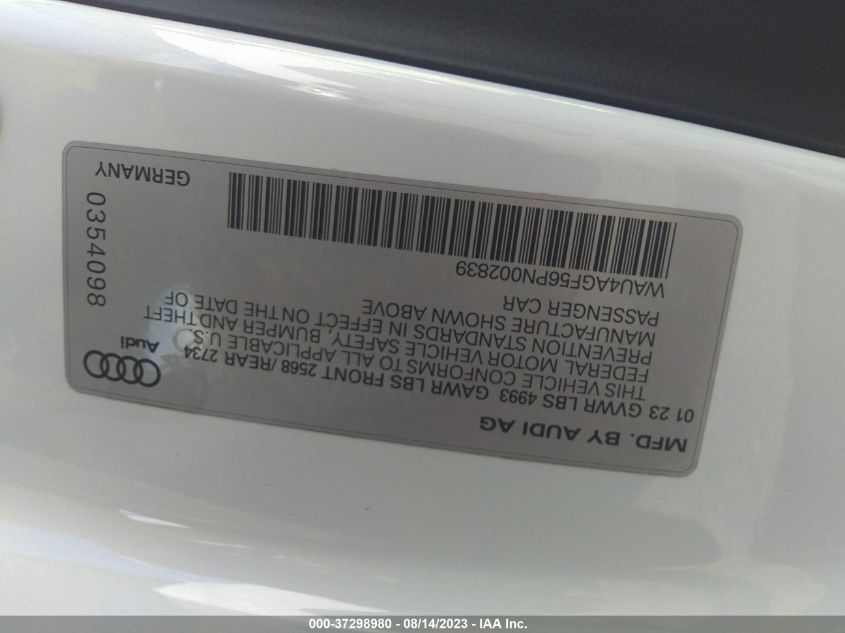 MFD. BY AUDI AG
01 23 GVWR LBS 4993 GAWR LBS FRONT 2568/REAR 2734
THIS VEHICLE CONFORMS TO ALL APPLICABLE U.S.
FEDERAL MOTOR VEHICLE SAFETY, BUMPER AND THEFT
PREVENTION STANDARDS IN EFFECT ON THE DATE OF
MANUFACTURE SHOWN ABOVE
PASSENGER CAR
WAU4AGF56PN002839
Audi
0354098
GERMANY
000-37298980 - 08/14/2023 - IAA Inc.